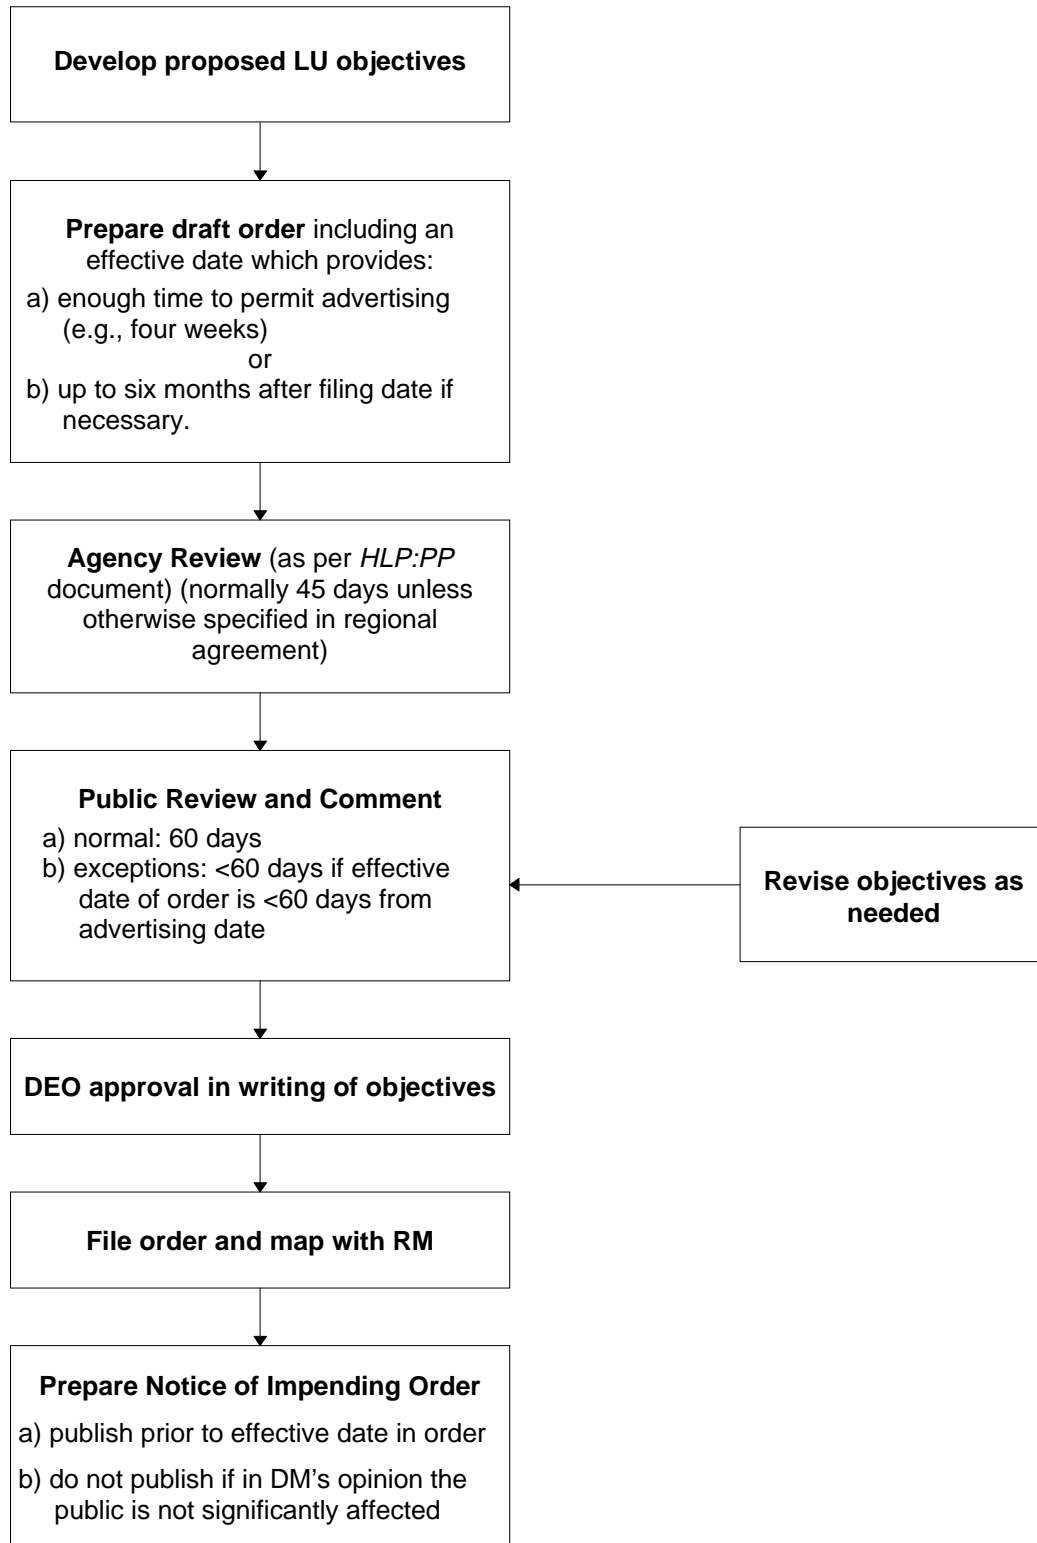 Develop proposed LU objectives
Prepare draft order including an
effective date which provides:
a) enough time to permit advertising
(e.g., four weeks)
or
b) up to six months after filing date if
necessary.
Agency Review (as per HLP:PP
document) (normally 45 days unless
otherwise specified in regional
agreement)
Public Review and Comment
a) normal: 60 days
b) exceptions: <60 days if effective
date of order is <60 days from
advertising date
Revise objectives as
needed
DEO approval in writing of objectives
File order and map with RM
Prepare Notice of Impending Order
a) publish prior to effective date in order
b) do not publish if in DM's opinion the
public is not significantly affected